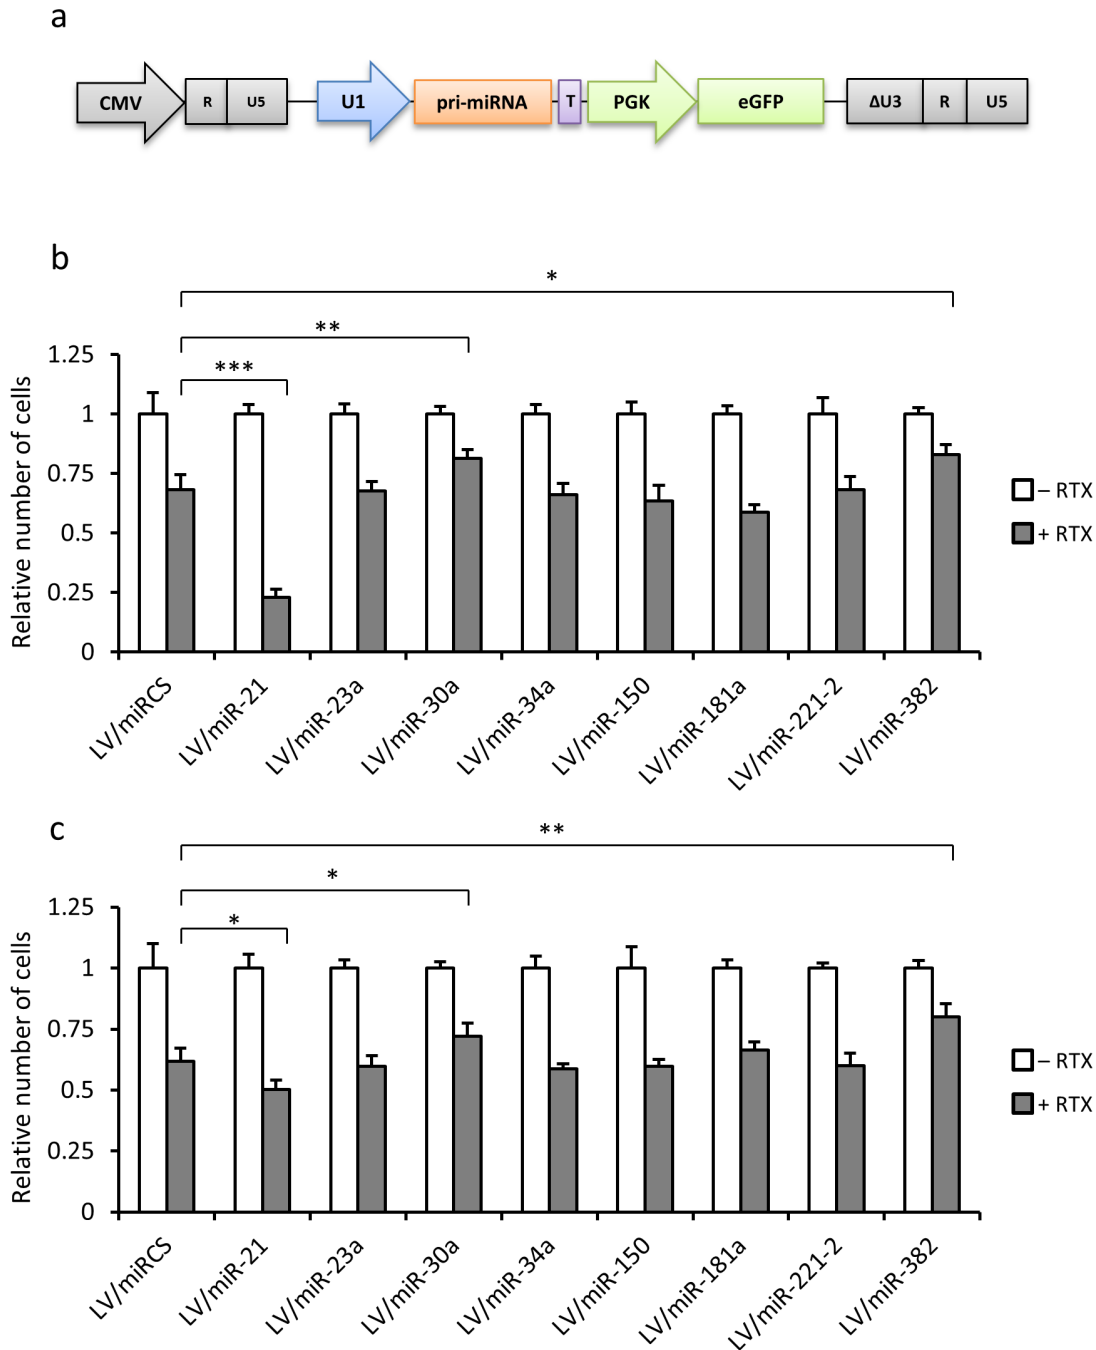 a
CMV R U5 U1 pri-miRNA T PGK eGFP ΔU3 R U5
b
*
**
***
Relative number of cells
1.25
1
0.75
0.5
0.25
0
– RTX
+ RTX
LV/miRCS LV/miR-21 LV/miR-23a LV/miR-30a LV/miR-34a LV/miR-150 LV/miR-181a LV/miR-221-2 LV/miR-382
c
**
*
*
Relative number of cells
1.25
1
0.75
0.5
0.25
0
– RTX
+ RTX
LV/miRCS LV/miR-21 LV/miR-23a LV/miR-30a LV/miR-34a LV/miR-150 LV/miR-181a LV/miR-221-2 LV/miR-382